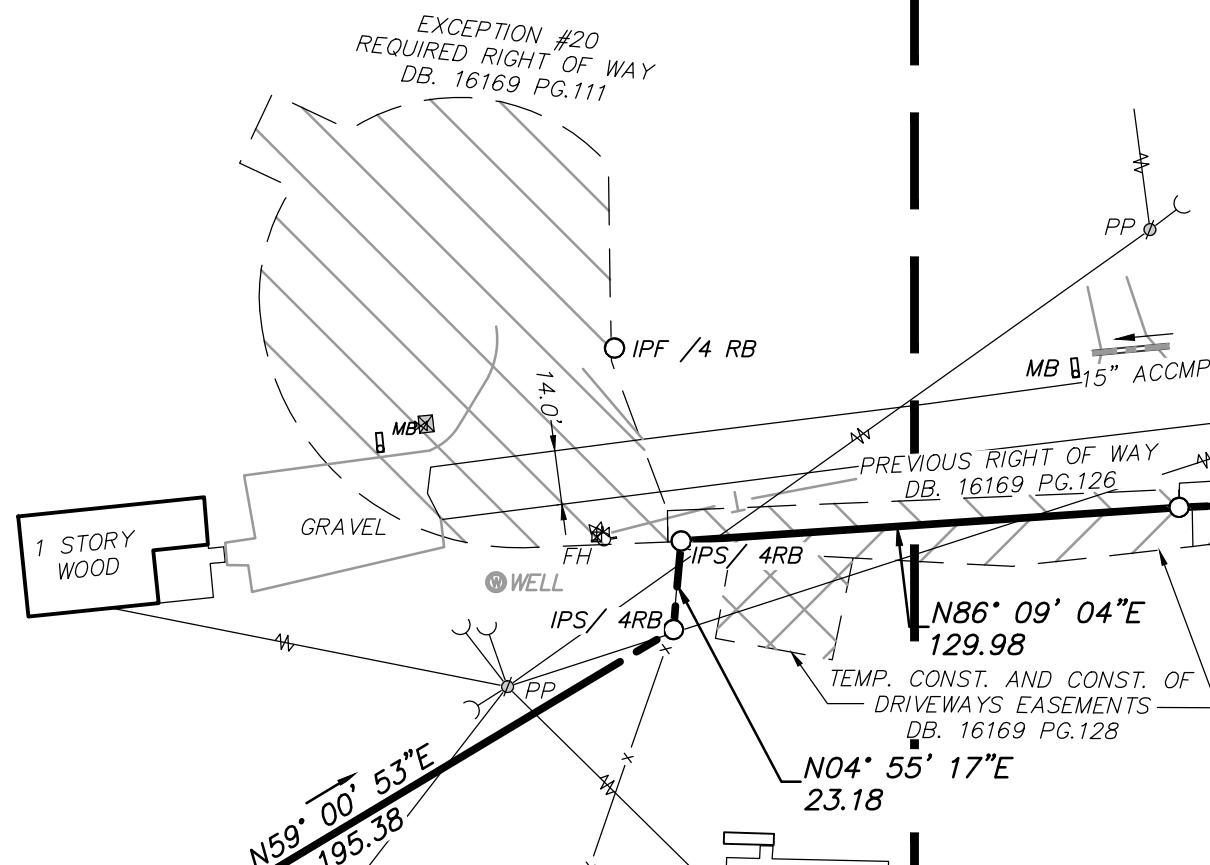 EXCEPTION #20
REQUIRED RIGHT OF WAY
DB. 16169 PG.111
PP
IPF /4 RB
MB
15" ACCMP
14.0'
MB
PREVIOUS RIGHT OF WAY
DB. 16169 PG.126
GRAVEL
1 STORY
WOOD
FH
IPS/ 4RB
W WELL
IPS/ 4RB
N86° 09' 04"E
129.98
PP
TEMP. CONST. AND CONST. OF
DRIVEWAYS EASEMENTS
DB. 16169 PG.128
N04° 55' 17"E
23.18
N59° 00' 53"E
195.38